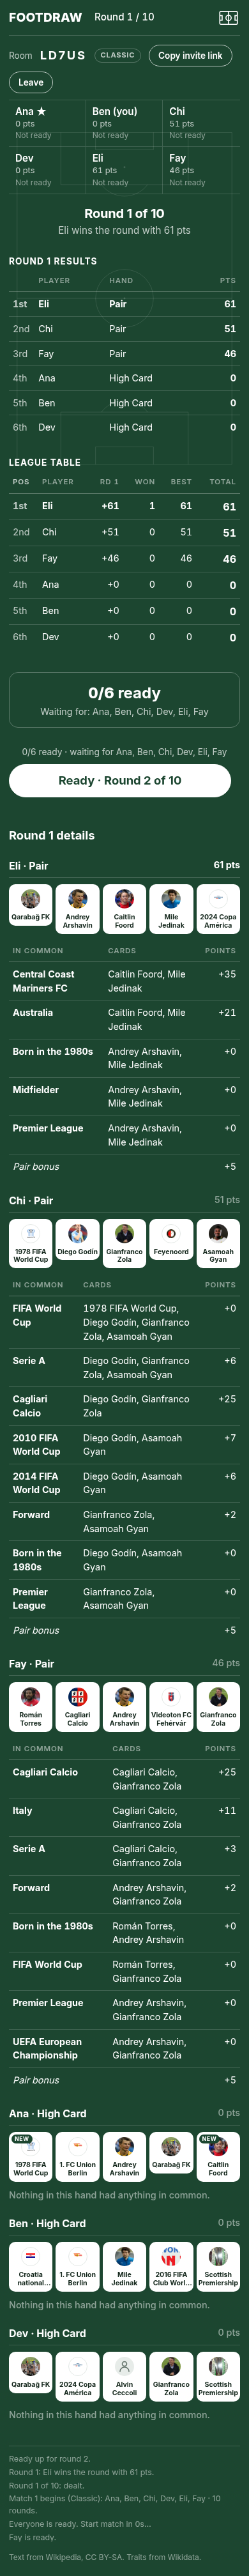 FOOTDRAW Round 1 / 10
Room LD7US CLASSIC Copy invite link
Leave
Ana ★ Ben (you) Chi
0 pts 0 pts 51 pts
Not ready Not ready Not ready
Dev Eli Fay
0 pts 61 pts 46 pts
Not ready Not ready Not ready
Round 1 of 10
Eli wins the round with 61 pts
ROUND 1 RESULTS
PLAYER HAND PTS
1st Eli Pair 61
2nd Chi Pair 51
3rd Fay Pair 46
4th Ana High Card 0
5th Ben High Card 0
6th Dev High Card 0
LEAGUE TABLE
POS PLAYER RD 1 WON BEST TOTAL
1st Eli +61 1 61 61
2nd Chi +51 0 51 51
3rd Fay +46 0 46 46
4th Ana +0 0 0 0
5th Ben +0 0 0 0
6th Dev +0 0 0 0
0/6 ready
Waiting for: Ana, Ben, Chi, Dev, Eli, Fay
0/6 ready · waiting for Ana, Ben, Chi, Dev, Eli, Fay
Ready · Round 2 of 10
Round 1 details
Eli · Pair 61 pts
Qarabağ FK Andrey Caitlin Mile 2024 Copa
Arshavin Foord Jedinak América
IN COMMON CARDS POINTS
Central Coast Caitlin Foord, Mile +35
Mariners FC Jedinak
Australia Caitlin Foord, Mile +21
Jedinak
Born in the 1980s Andrey Arshavin, +0
Mile Jedinak
Midfielder Andrey Arshavin, +0
Mile Jedinak
Premier League Andrey Arshavin, +0
Mile Jedinak
Pair bonus +5
Chi · Pair 51 pts
1978 FIFA Diego Godín Gianfranco Feyenoord Asamoah
World Cup Zola Gyan
IN COMMON CARDS POINTS
FIFA World 1978 FIFA World Cup, +0
Cup Diego Godín, Gianfranco
Zola, Asamoah Gyan
Serie A Diego Godín, Gianfranco +6
Zola, Asamoah Gyan
Cagliari Diego Godín, Gianfranco +25
Calcio Zola
2010 FIFA Diego Godín, Asamoah +7
World Cup Gyan
2014 FIFA Diego Godín, Asamoah +6
World Cup Gyan
Forward Gianfranco Zola, +2
Asamoah Gyan
Born in the Diego Godín, Asamoah +0
1980s Gyan
Premier Gianfranco Zola, +0
League Asamoah Gyan
Pair bonus +5
Fay · Pair 46 pts
Román Cagliari Andrey Videoton FC Gianfranco
Torres Calcio Arshavin Fehérvár Zola
IN COMMON CARDS POINTS
Cagliari Calcio Cagliari Calcio, +25
Gianfranco Zola
Italy Cagliari Calcio, +11
Gianfranco Zola
Serie A Cagliari Calcio, +3
Gianfranco Zola
Forward Andrey Arshavin, +2
Gianfranco Zola
Born in the 1980s Román Torres, +0
Andrey Arshavin
FIFA World Cup Román Torres, +0
Gianfranco Zola
Premier League Andrey Arshavin, +0
Gianfranco Zola
UEFA European Andrey Arshavin, +0
Championship Gianfranco Zola
Pair bonus +5
Ana · High Card 0 pts
NEW NEW
1978 FIFA 1. FC Union Andrey Qarabağ FK Caitlin
World Cup Berlin Arshavin Foord
Nothing in this hand had anything in common.
Ben · High Card 0 pts
Croatia 1. FC Union Mile 2016 FIFA Scottish
national... Berlin Jedinak Club Worl... Premiership
Nothing in this hand had anything in common.
Dev · High Card 0 pts
Qarabağ FK 2024 Copa Alvin Gianfranco Scottish
América Ceccoli Zola Premiership
Nothing in this hand had anything in common.
Ready up for round 2.
Round 1: Eli wins the round with 61 pts.
Round 1 of 10: dealt.
Match 1 begins (Classic): Ana, Ben, Chi, Dev, Eli, Fay · 10
rounds.
Everyone is ready. Start match in 0s...
Fay is ready.
Text from Wikipedia, CC BY-SA. Traits from Wikidata.